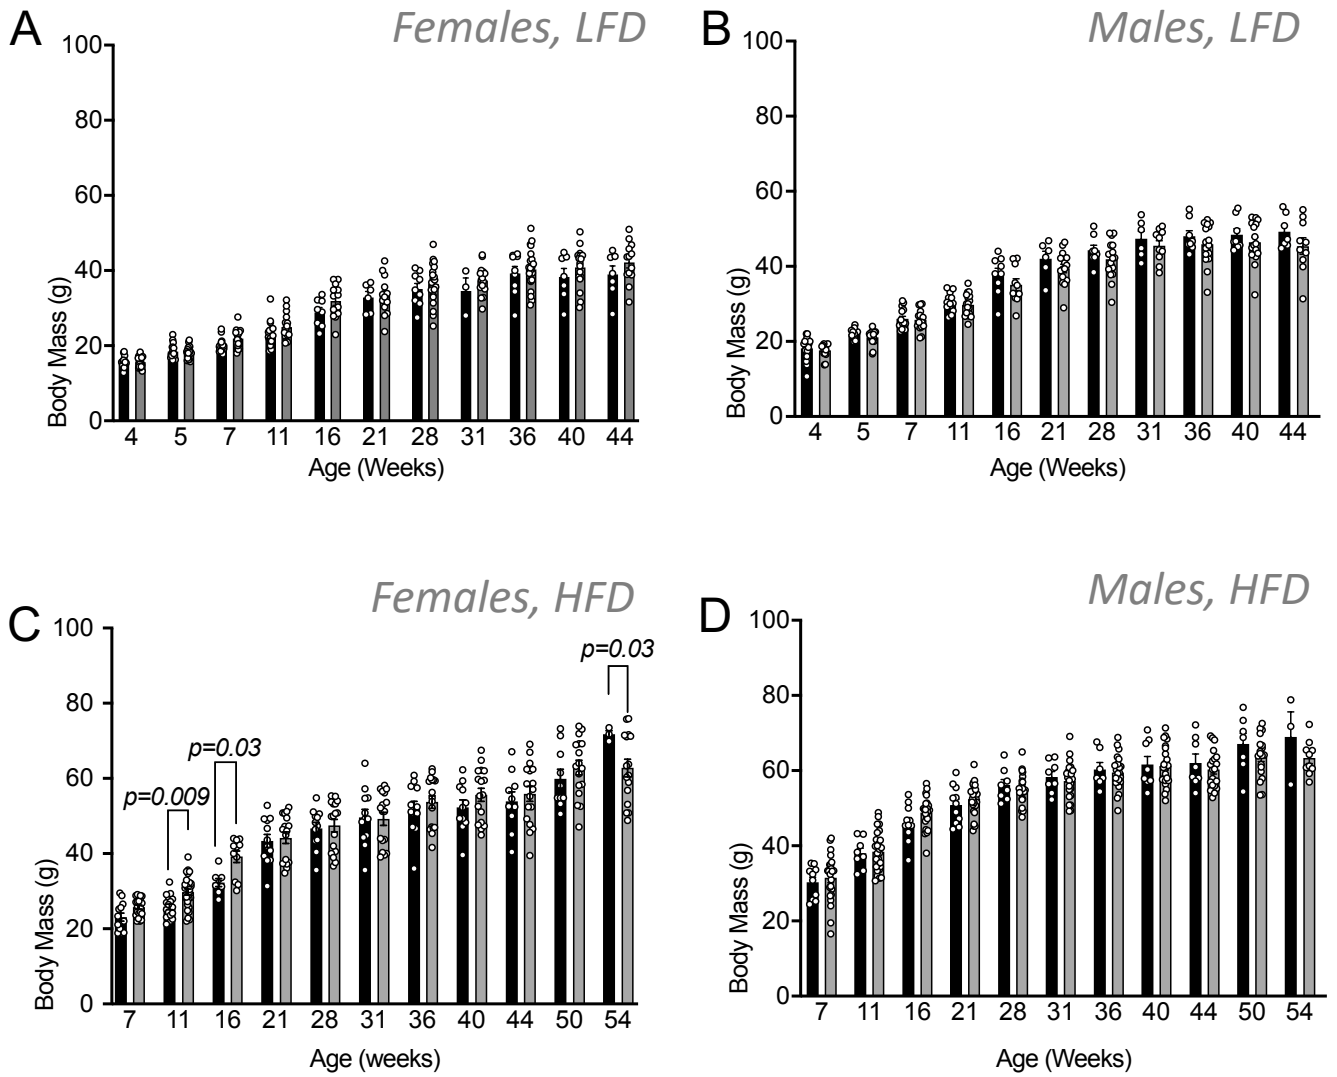 A
Females, LFD
100
80
60
40
20
0
Body Mass (g)
4 5 7 11 16 21 28 31 36 40 44
Age (Weeks)
B
Males, LFD
100
80
60
40
20
0
Body Mass (g)
4 5 7 11 16 21 28 31 36 40 44
Age (Weeks)
C
Females, HFD
100
80
60
40
20
0
Body Mass (g)
p=0.009
p=0.03
p=0.03
7 11 16 21 28 31 36 40 44 50 54
Age (weeks)
D
Males, HFD
100
80
60
40
20
0
Body Mass (g)
7 11 16 21 28 31 36 40 44 50 54
Age (Weeks)